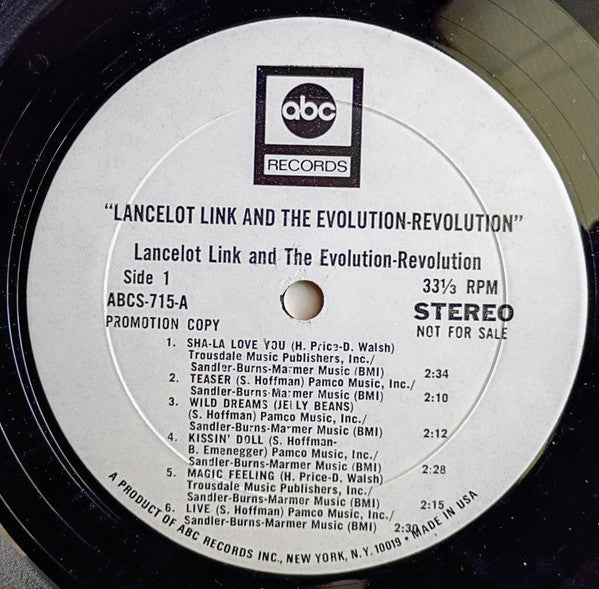 abc
RECORDS
"LANCELOT LINK AND THE EVOLUTION-REVOLUTION"
Lancelot Link and The Evolution-Revolution
Side 1 33⅓ RPM
ABCS-715-A STEREO
PROMOTION COPY NOT FOR SALE
1. SHA-LA LOVE YOU (H. Price-D. Walsh)
Trousdale Music Publishers, Inc./
Sandler-Burns-Marmer Music (BMI) 2:34
2. TEASER (S. Hoffman) Pamco Music, Inc./
Sandler-Burns-Marmer Music (BMI) 2:10
3. WILD DREAMS (JELLY BEANS)
(S. Hoffman) Pamco Music, Inc./
Sandler-Burns-Marmer Music (BMI) 2:12
4. KISSIN' DOLL (S. Hoffman-
B. Emenegger) Pamco Music, Inc./
Sandler-Burns-Marmer Music (BMI) 2:28
5. MAGIC FEELING (H. Price-D. Walsh)
Trousdale Music Publishers, Inc./
Sandler-Burns-Marmer Music (BMI) 2:15
6. LIVE (S. Hoffman) Pamco Music, Inc./
Sandler-Burns-Marmer Music (BMI) 2:30
A PRODUCT OF ABC RECORDS INC., NEW YORK, N.Y. 10019 • MADE IN USA